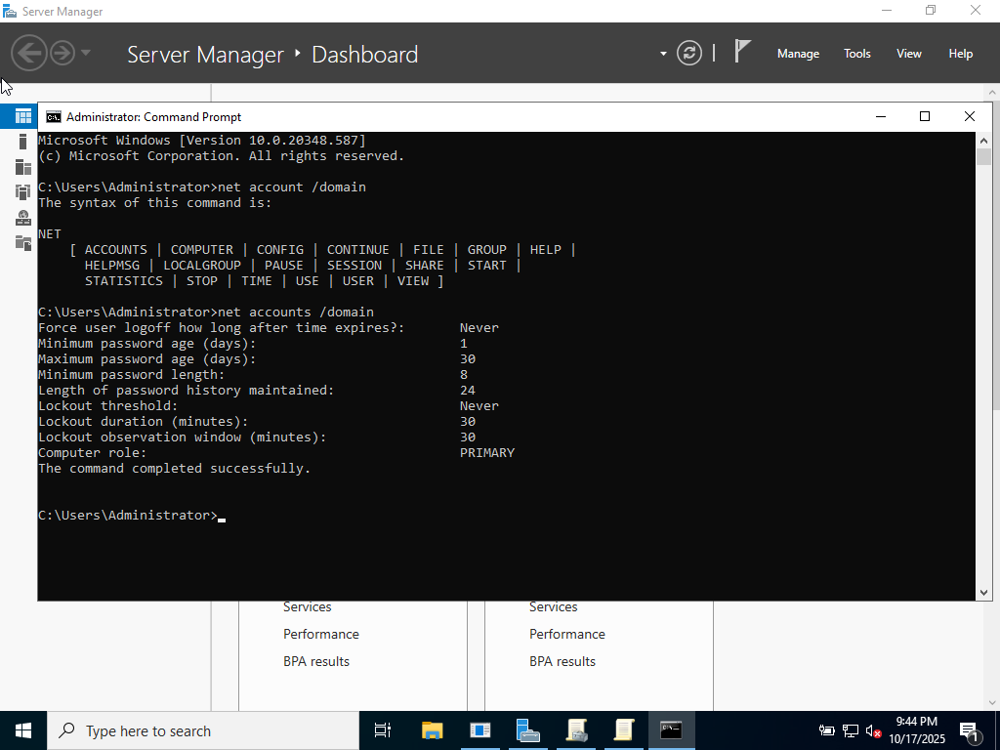 Server Manager
Server Manager ‣ Dashboard
Manage Tools View Help
Administrator: Command Prompt
Microsoft Windows [Version 10.0.20348.587]
(c) Microsoft Corporation. All rights reserved.
C:\Users\Administrator>net account /domain
The syntax of this command is:
NET
[ ACCOUNTS | COMPUTER | CONFIG | CONTINUE | FILE | GROUP | HELP |
HELPMSG | LOCALGROUP | PAUSE | SESSION | SHARE | START |
STATISTICS | STOP | TIME | USE | USER | VIEW ]
C:\Users\Administrator>net accounts /domain
Force user logoff how long after time expires?: Never
Minimum password age (days): 1
Maximum password age (days): 30
Minimum password length: 8
Length of password history maintained: 24
Lockout threshold: Never
Lockout duration (minutes): 30
Lockout observation window (minutes): 30
Computer role: PRIMARY
The command completed successfully.
C:\Users\Administrator>_
Services Services
Performance Performance
BPA results BPA results
Type here to search
9:44 PM
10/17/2025
1